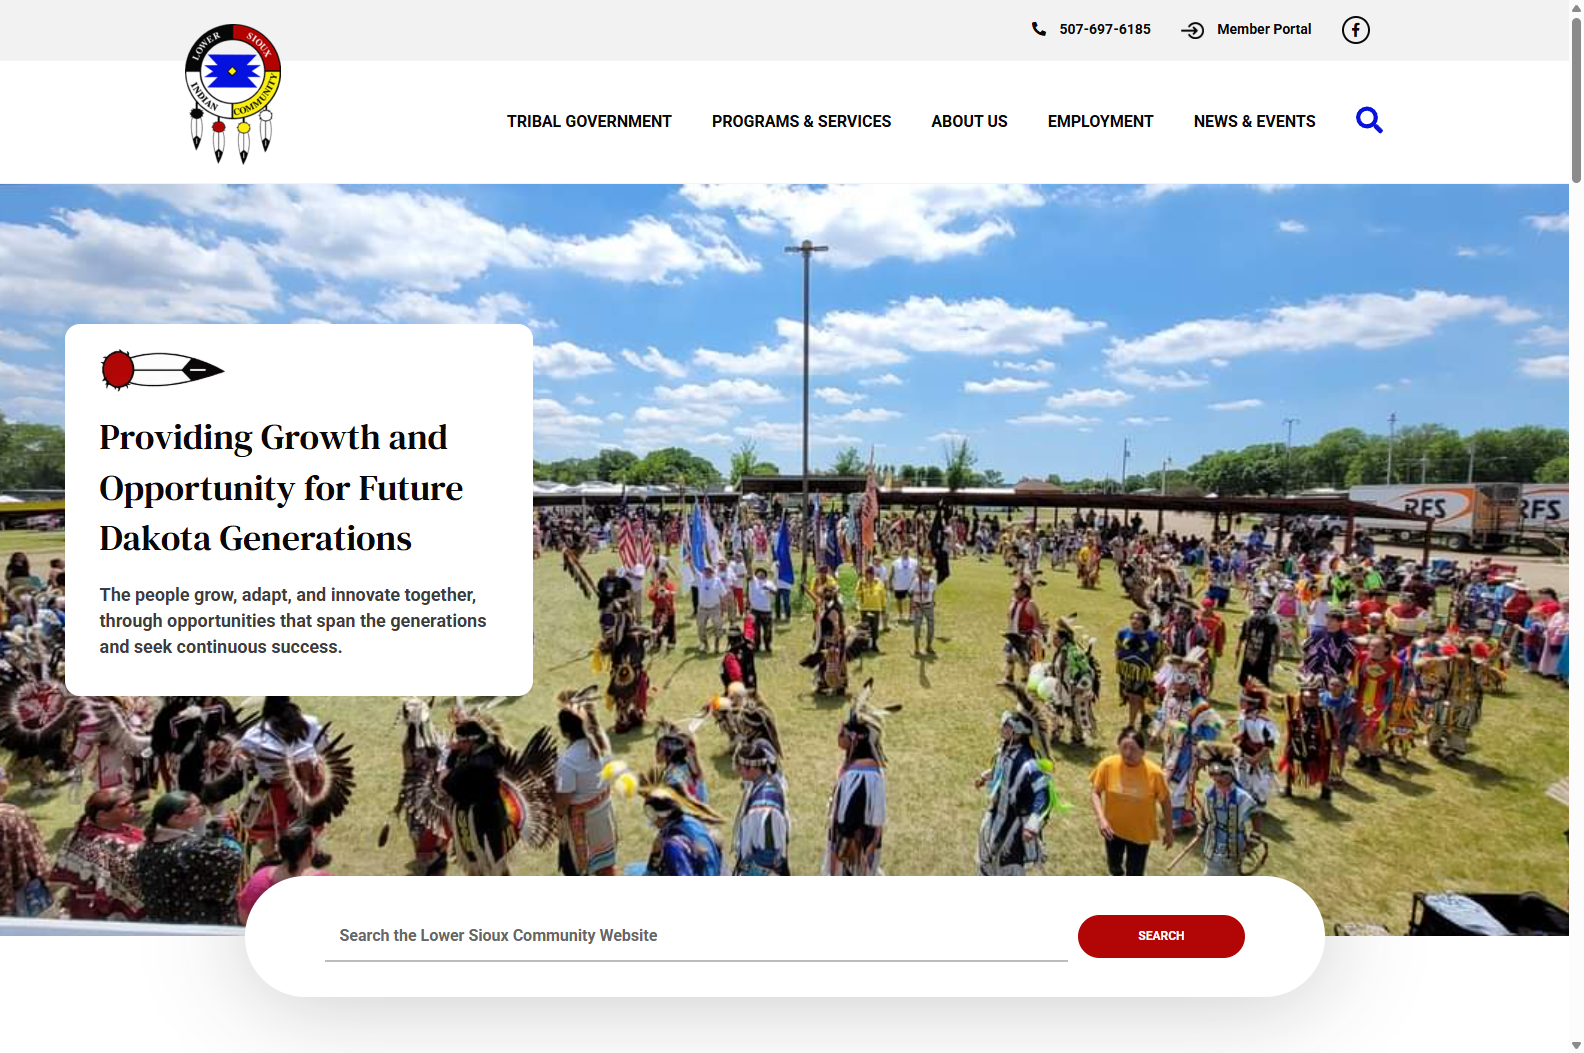 507-697-6185
Member Portal
LOWER SIOUX
INDIAN COMMUNITY
TRIBAL GOVERNMENT
PROGRAMS & SERVICES
ABOUT US
EMPLOYMENT
NEWS & EVENTS
Providing Growth and
Opportunity for Future
Dakota Generations
The people grow, adapt, and innovate together,
through opportunities that span the generations
and seek continuous success.
RFS
RFS
Search the Lower Sioux Community Website
SEARCH